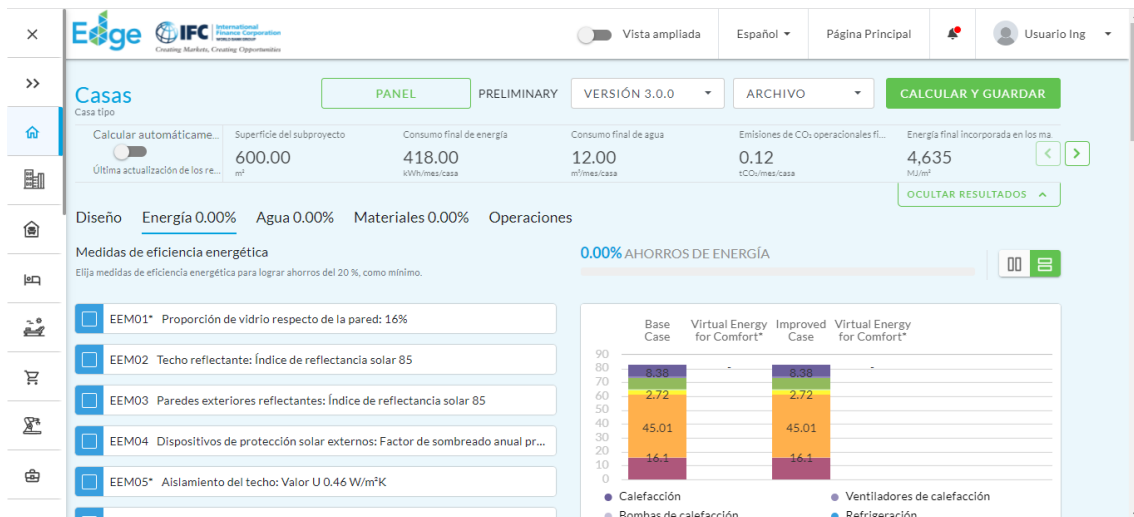 Edge IFC International
Finance Corporation
WORLD BANK GROUP
Creating Markets, Creating Opportunities
Vista ampliada
Español
Página Principal
Usuario Ing
Casas
Casa tipo
PANEL
PRELIMINARY
VERSIÓN 3.0.0
ARCHIVO
CALCULAR Y GUARDAR
Calcular automáticame...
Última actualización de los re...
Superficie del subproyecto
600.00
m²
Consumo final de energía
418.00
kWh/mes/casa
Consumo final de agua
12.00
m³/mes/casa
Emisiones de CO₂ operacionales fi...
0.12
tCO₂/mes/casa
Energía final incorporada en los ma
4,635
MJ/m²
OCULTAR RESULTADOS
Diseño Energía 0.00% Agua 0.00% Materiales 0.00% Operaciones
Medidas de eficiencia energética
Elija medidas de eficiencia energética para lograr ahorros del 20 %, como mínimo.
0.00% AHORROS DE ENERGÍA
EEM01* Proporción de vidrio respecto de la pared: 16%
EEM02 Techo reflectante: Índice de reflectancia solar 85
EEM03 Paredes exteriores reflectantes: Índice de reflectancia solar 85
EEM04 Dispositivos de protección solar externos: Factor de sombreado anual pr...
EEM05* Aislamiento del techo: Valor U 0.46 W/m²K
Base Virtual Energy Improved Virtual Energy
Case for Comfort* Case for Comfort*
90
80
70
60
50
40
30
20
10
0
8.38 - 8.38 -
2.72 2.72
45.01 45.01
16.1 16.1
Calefacción Ventiladores de calefacción
Bombas de calefacción Refrigeración